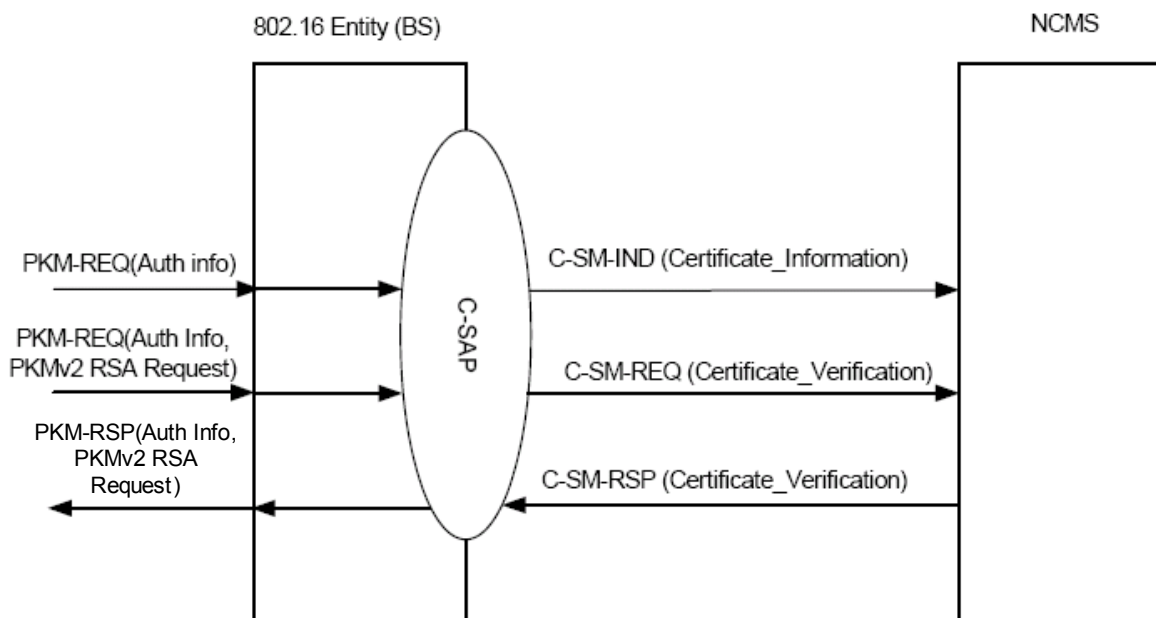 802.16 Entity (BS)
NCMS
PKM-REQ(Auth info)
C-SM-IND (Certificate_Information)
C-SAP
PKM-REQ(Auth Info,
PKMv2 RSA Request)
C-SM-REQ (Certificate_Verification)
PKM-RSP(Auth Info,
PKMv2 RSA
Request)
C-SM-RSP (Certificate_Verification)